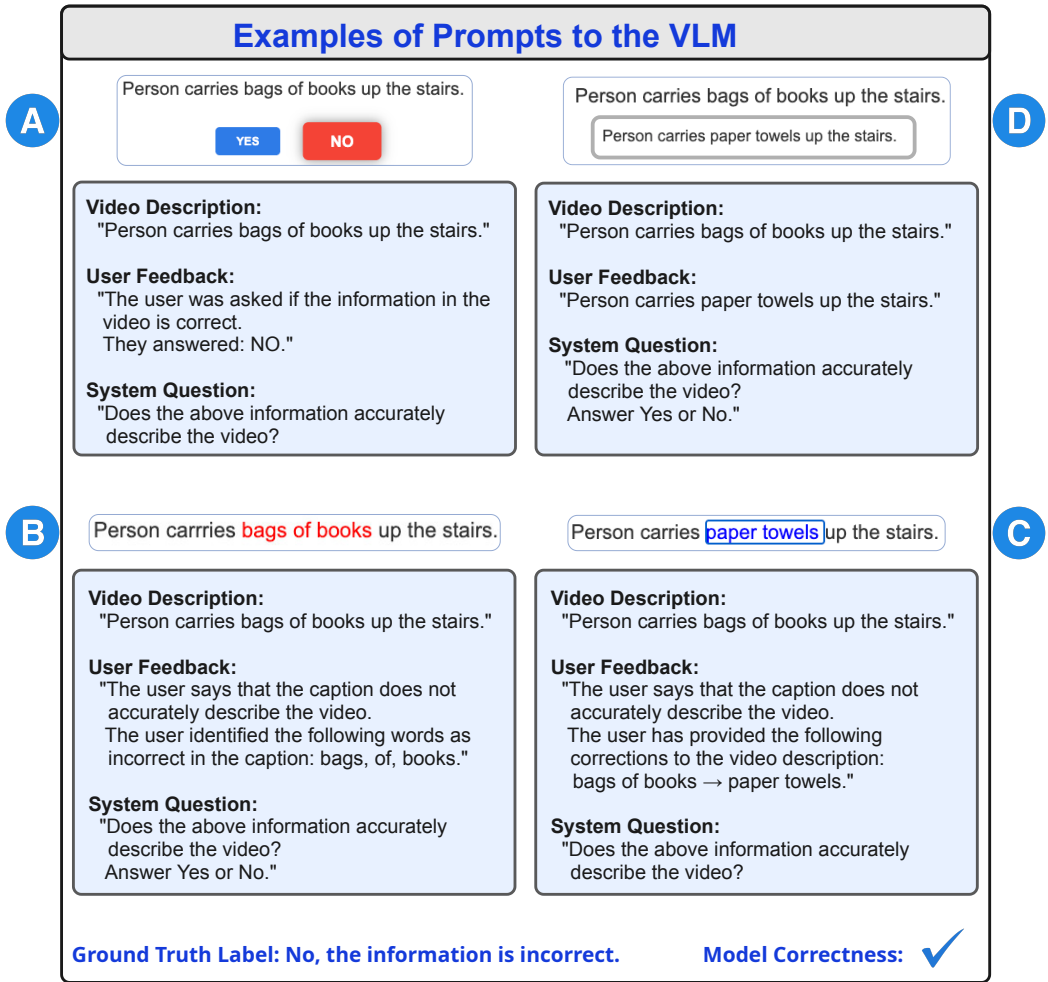 Examples of Prompts to the VLM
A
Person carries bags of books up the stairs.
YES NO
Video Description:
"Person carries bags of books up the stairs."
User Feedback:
"The user was asked if the information in the
video is correct.
They answered: NO."
System Question:
"Does the above information accurately
describe the video?
D
Person carries bags of books up the stairs.
Person carries paper towels up the stairs.
Video Description:
"Person carries bags of books up the stairs."
User Feedback:
"Person carries paper towels up the stairs."
System Question:
"Does the above information accurately
describe the video?
Answer Yes or No."
B
Person carrries bags of books up the stairs.
Video Description:
"Person carries bags of books up the stairs."
User Feedback:
"The user says that the caption does not
accurately describe the video.
The user identified the following words as
incorrect in the caption: bags, of, books."
System Question:
"Does the above information accurately
describe the video?
Answer Yes or No."
C
Person carries paper towels up the stairs.
Video Description:
"Person carries bags of books up the stairs."
User Feedback:
"The user says that the caption does not
accurately describe the video.
The user has provided the following
corrections to the video description:
bags of books → paper towels."
System Question:
"Does the above information accurately
describe the video?
Ground Truth Label: No, the information is incorrect.
Model Correctness: